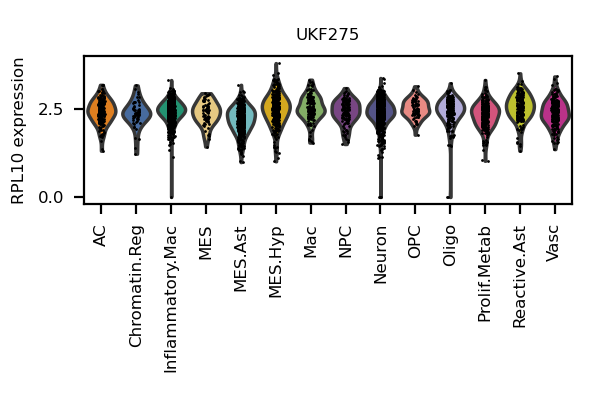 UKF275
RPL10 expression
2.5
0.0
AC
Chromatin.Reg
Inflammatory.Mac
MES
MES.Ast
MES.Hyp
Mac
NPC
Neuron
OPC
Oligo
Prolif.Metab
Reactive.Ast
Vasc